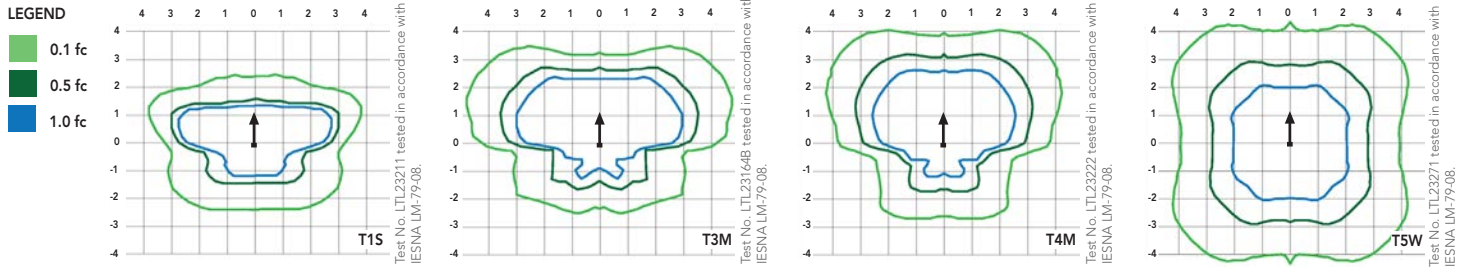 LEGEND
0.1 fc
0.5 fc
1.0 fc
4 3 2 1 0 1 2 3 4
4
3
2
1
0
-1
-2
-3
-4
T1S
Test No. LTL23211 tested in accordance with
IESNA LM-79-08.
4 3 2 1 0 1 2 3 4
4
3
2
1
0
-1
-2
-3
-4
T3M
Test No. LTL23164B tested in accordance with
IESNA LM-79-08.
4 3 2 1 0 1 2 3 4
4
3
2
1
0
-1
-2
-3
-4
T4M
Test No. LTL23222 tested in accordance with
IESNA LM-79-08.
4 3 2 1 0 1 2 3 4
4
3
2
1
0
-1
-2
-3
-4
T5W
Test No. LTL23271 tested in accordance with
IESNA LM-79-08.